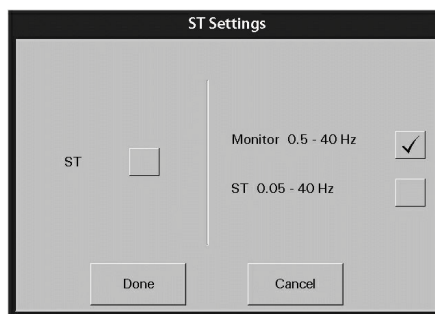 ST Settings
Monitor 0.5 - 40 Hz
ST
ST 0.05 - 40 Hz
Done
Cancel